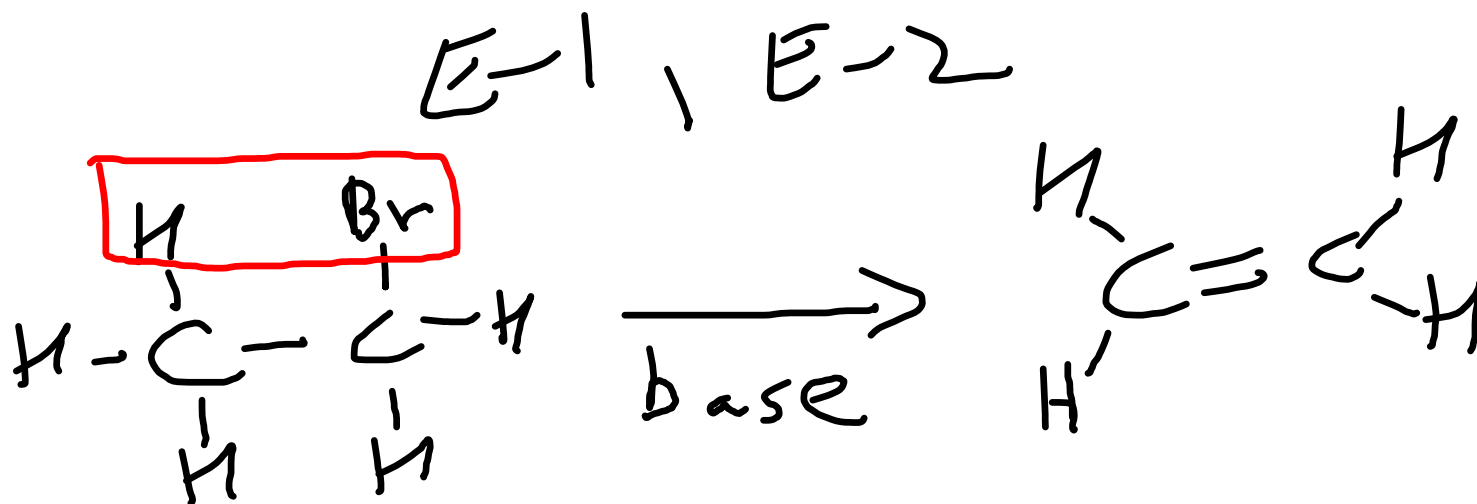 E-1, E-2
H Br H
H H
H - C - C - H base C = C
H H H H